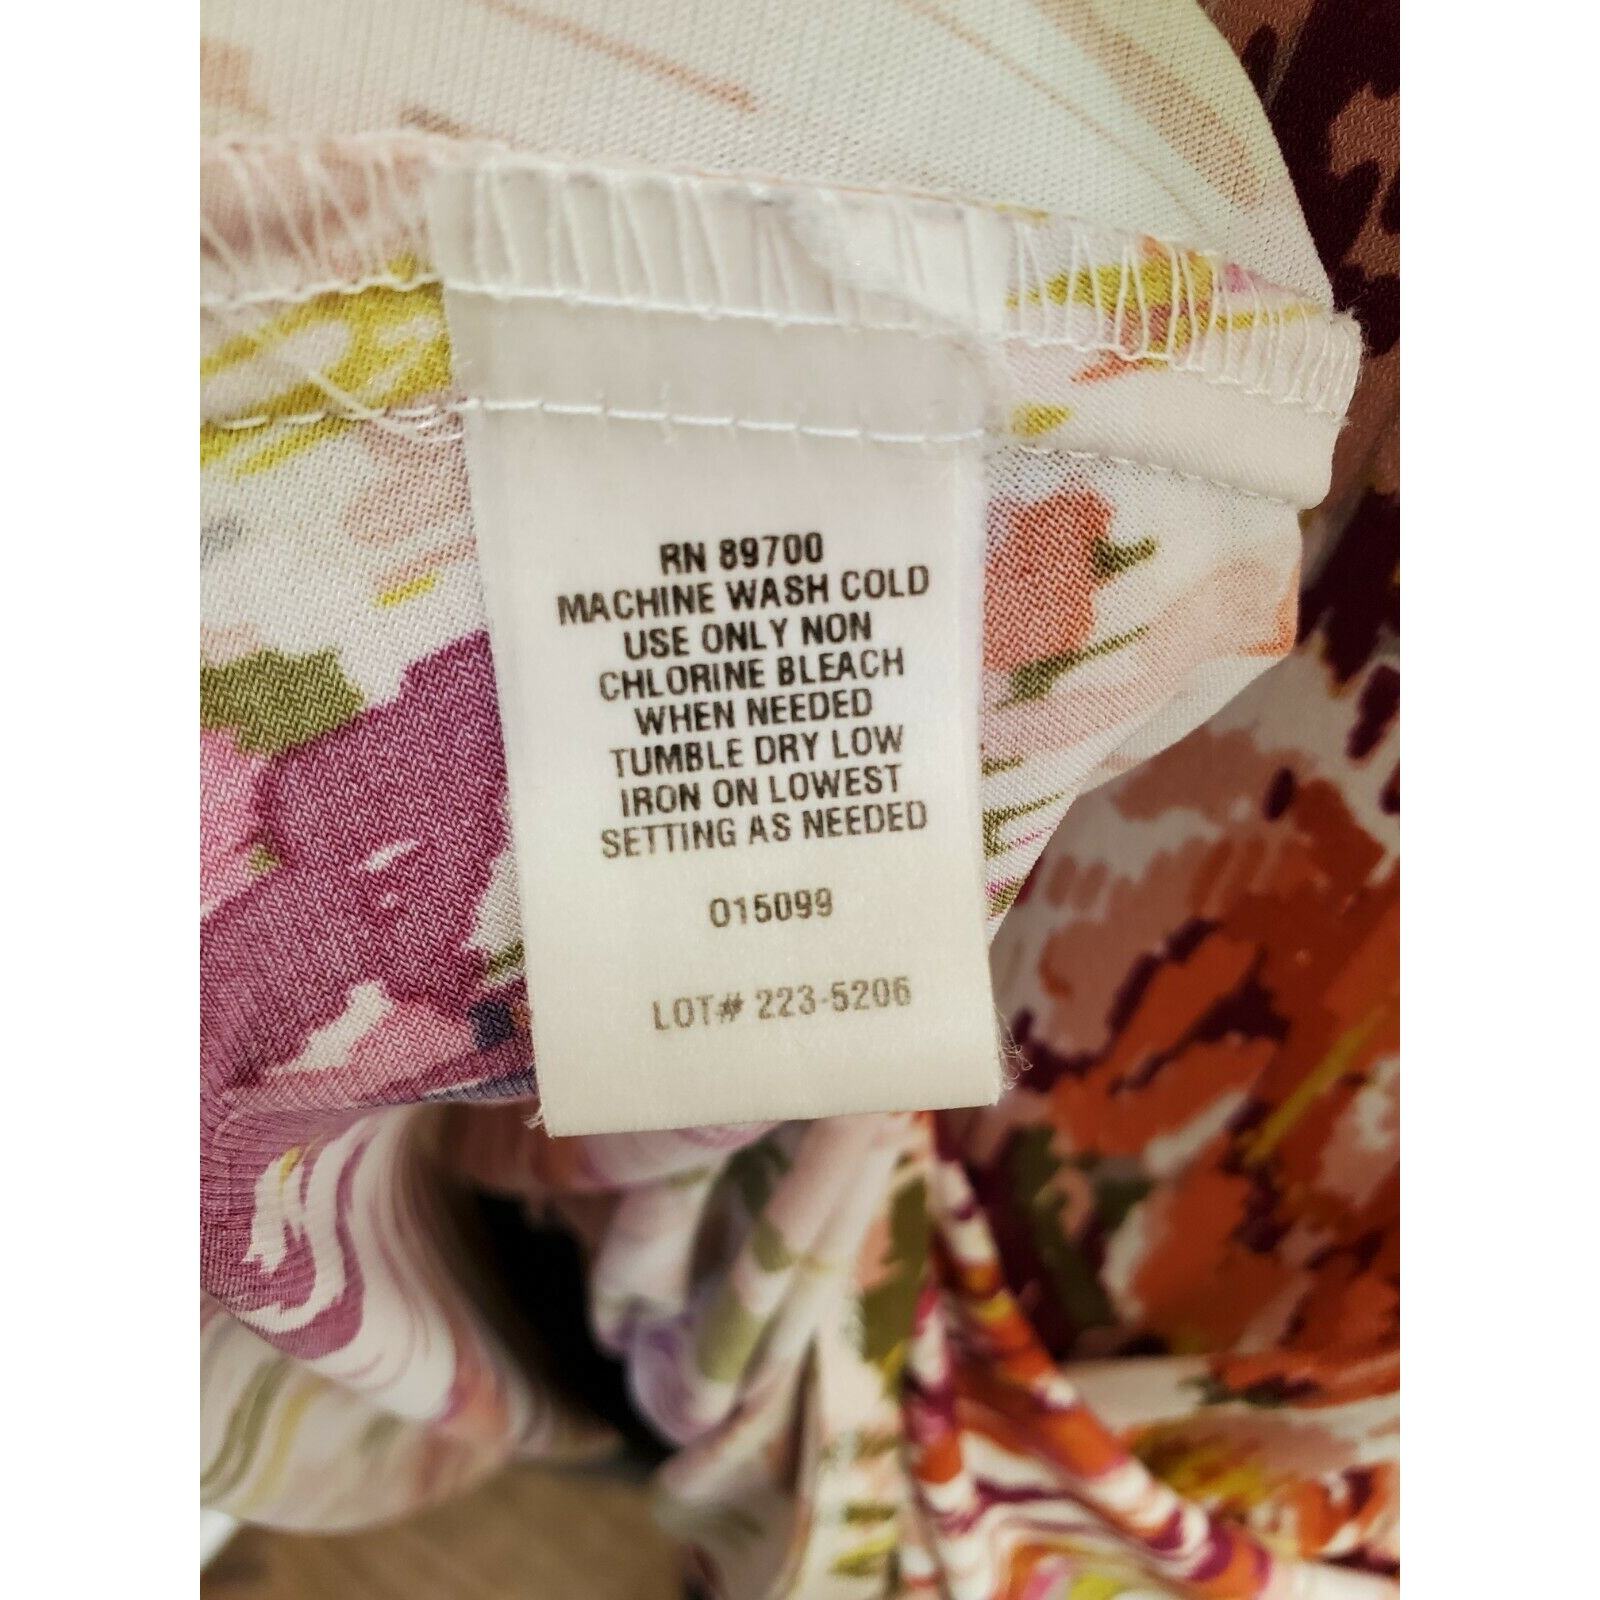 RN 89700
MACHINE WASH COLD
USE ONLY NON
CHLORINE BLEACH
WHEN NEEDED
TUMBLE DRY LOW
IRON ON LOWEST
SETTING AS NEEDED
015099
LOT# 223-5206